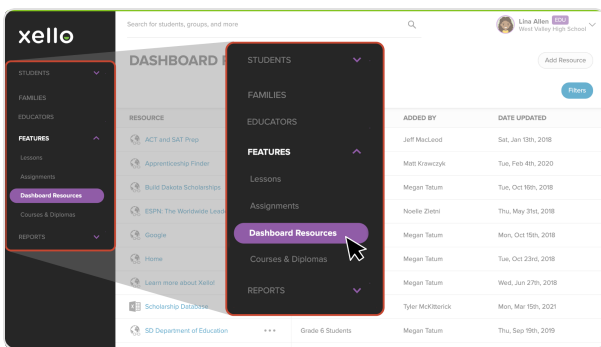 xello
Search for students, groups, and more
Lina Allen EDU
West Valley High School
STUDENTS
FAMILIES
EDUCATORS
FEATURES
Lessons
Assignments
Dashboard Resources
Courses & Diplomas
REPORTS
DASHBOARD R
Add Resource
Filters
STUDENTS
FAMILIES
EDUCATORS
FEATURES
Lessons
Assignments
Dashboard Resources
Courses & Diplomas
REPORTS
RESOURCE ADDED BY DATE UPDATED
ACT and SAT Prep Jeff MacLeod Sat, Jan 13th, 2018
Apprenticeship Finder Matt Krawczyk Tue, Feb 4th, 2020
Build Dakota Scholarships Megan Tatum Tue, Oct 16th, 2018
ESPN: The Worldwide Leade Noelle Zletni Thu, May 31st, 2018
Google Megan Tatum Mon, Oct 15th, 2018
Home Megan Tatum Tue, Oct 23rd, 2018
Learn more about Xello! Megan Tatum Wed, Jun 27th, 2018
Scholarship Database Tyler McKitterick Mon, Mar 15th, 2021
SD Department of Education ••• Grade 6 Students Megan Tatum Thu, Sep 19th, 2019